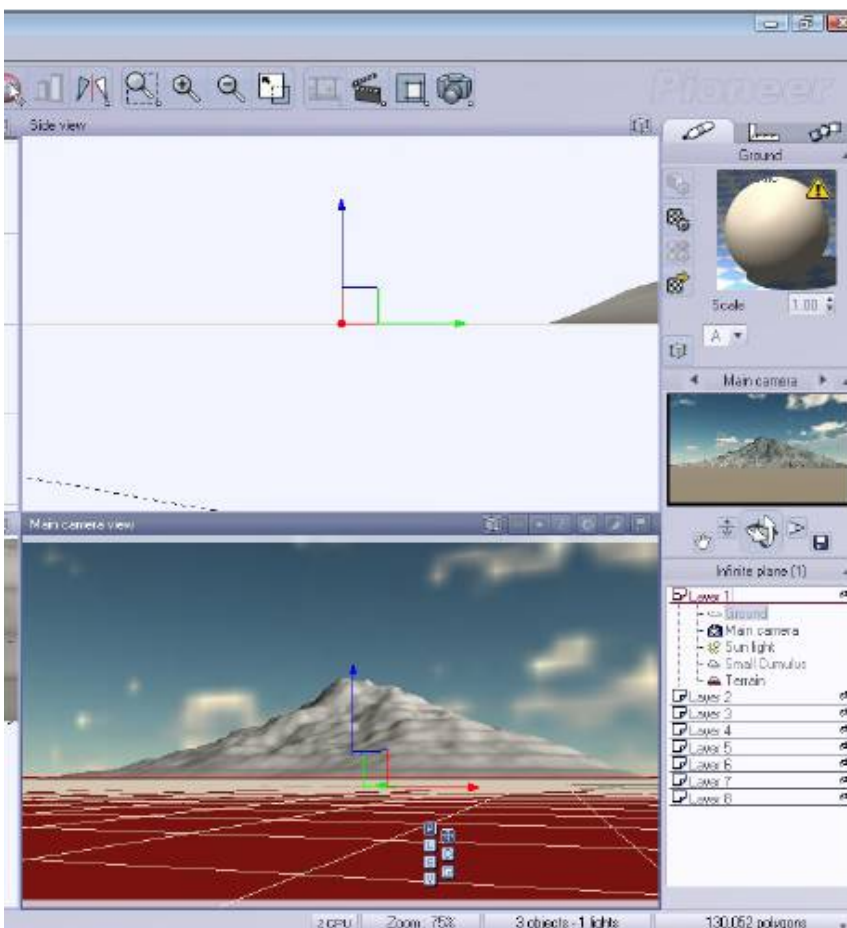 Pioneer
Side view
Ground
Scale 1.00
A
Main camera
Main camera view
Infinite plane (1)
Layer 1
Ground
Main camera
Sun light
Small Cumulus
Terrain
Layer 2
Layer 3
Layer 4
Layer 5
Layer 6
Layer 7
Layer 8
2 CPU Zoom : 75% 3 objects - 1 lights 130,052 polygons